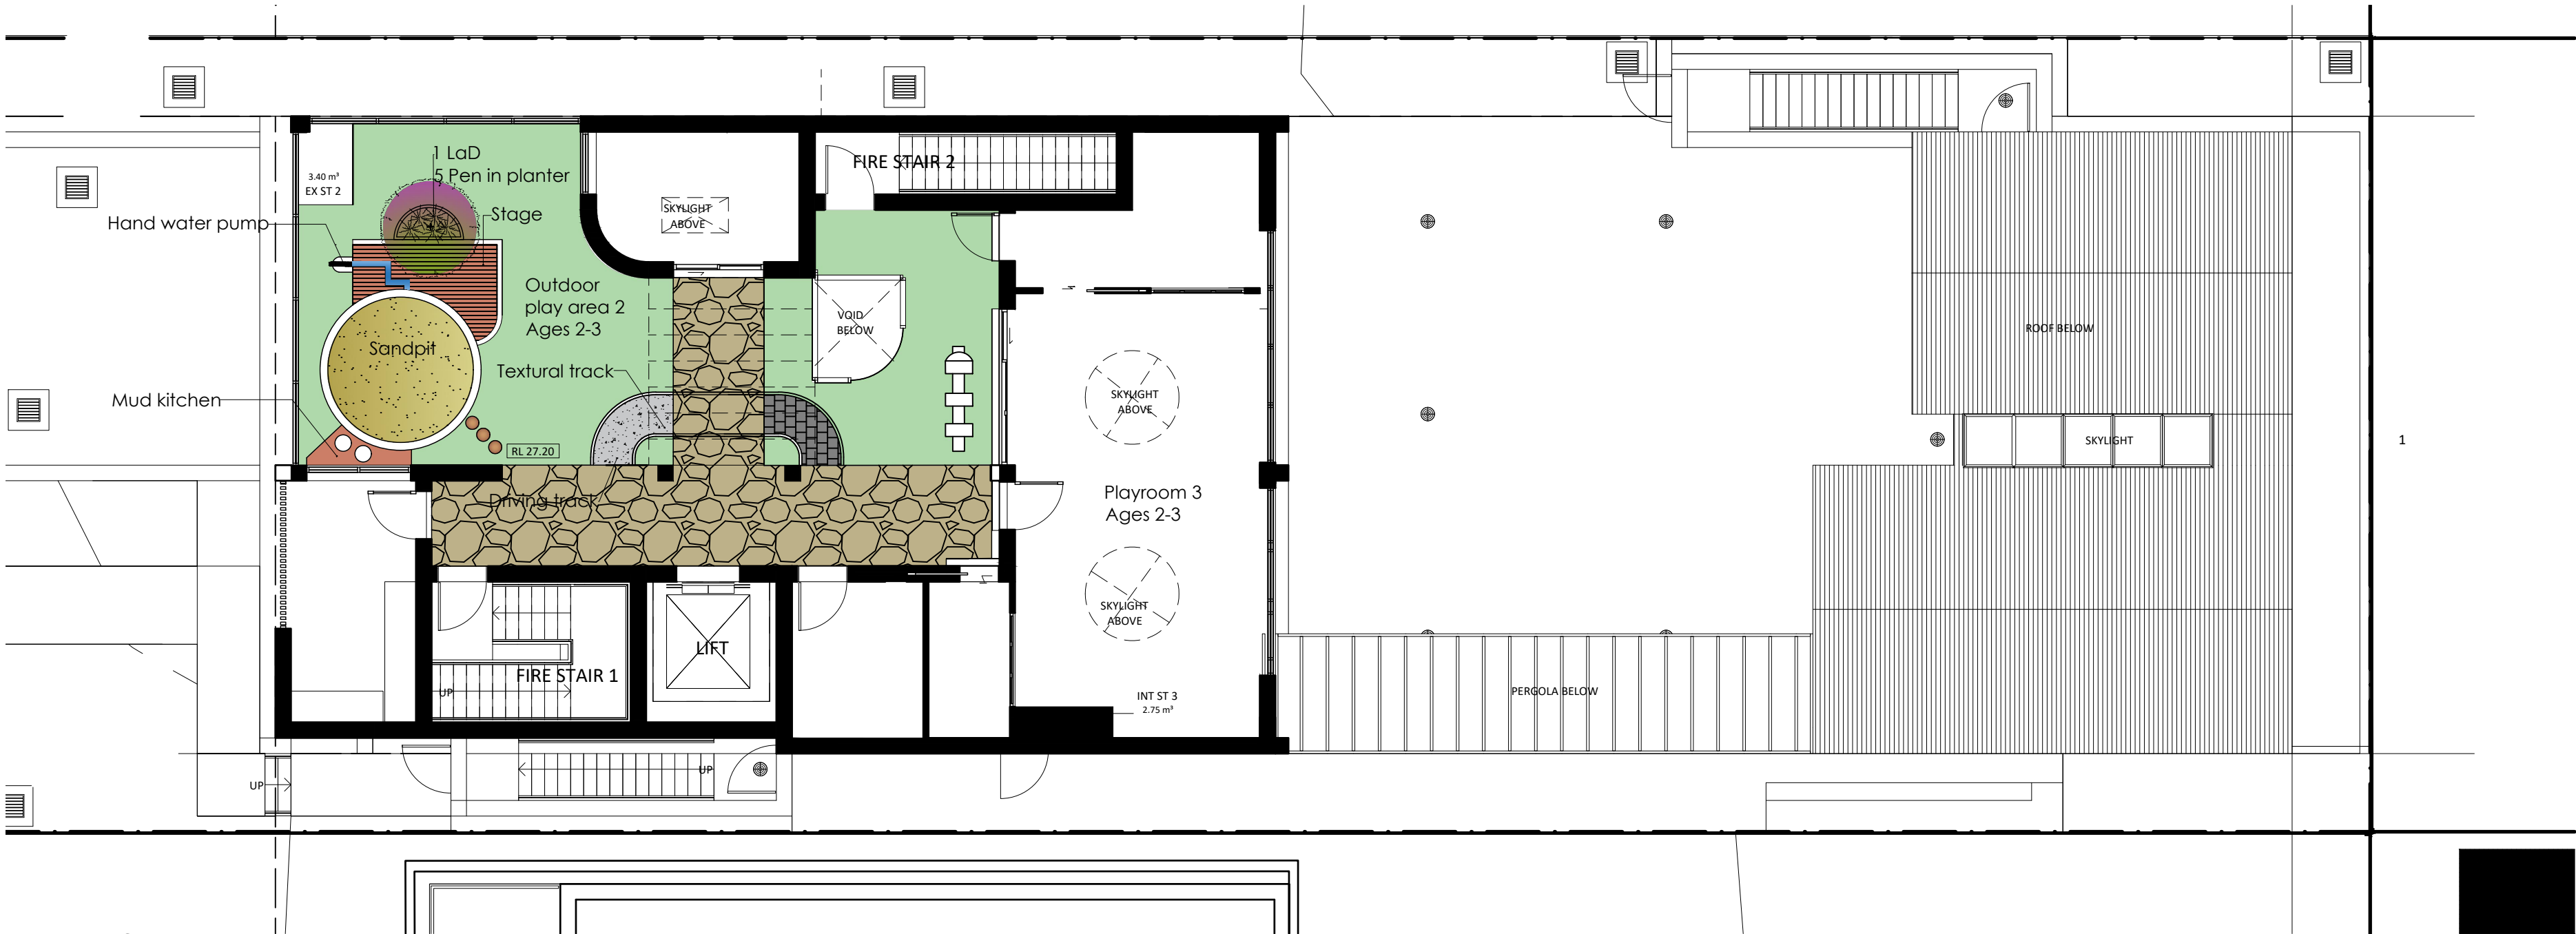 1 LaD
5 Pen in planter
3.40 m³
EX ST 2
Stage
Hand water pump
FIRE STAIR 2
SKYLIGHT
ABOVE
Outdoor
play area 2
Ages 2-3
VOID
BELOW
Sandpit
Textural track
Mud kitchen
RL 27.20
Driving track
SKYLIGHT
ABOVE
Playroom 3
Ages 2-3
SKYLIGHT
ABOVE
ROOF BELOW
SKYLIGHT
1
LIFT
FIRE STAIR 1
UP
INT ST 3
2.75 m³
PERGOLA BELOW
UP
UP